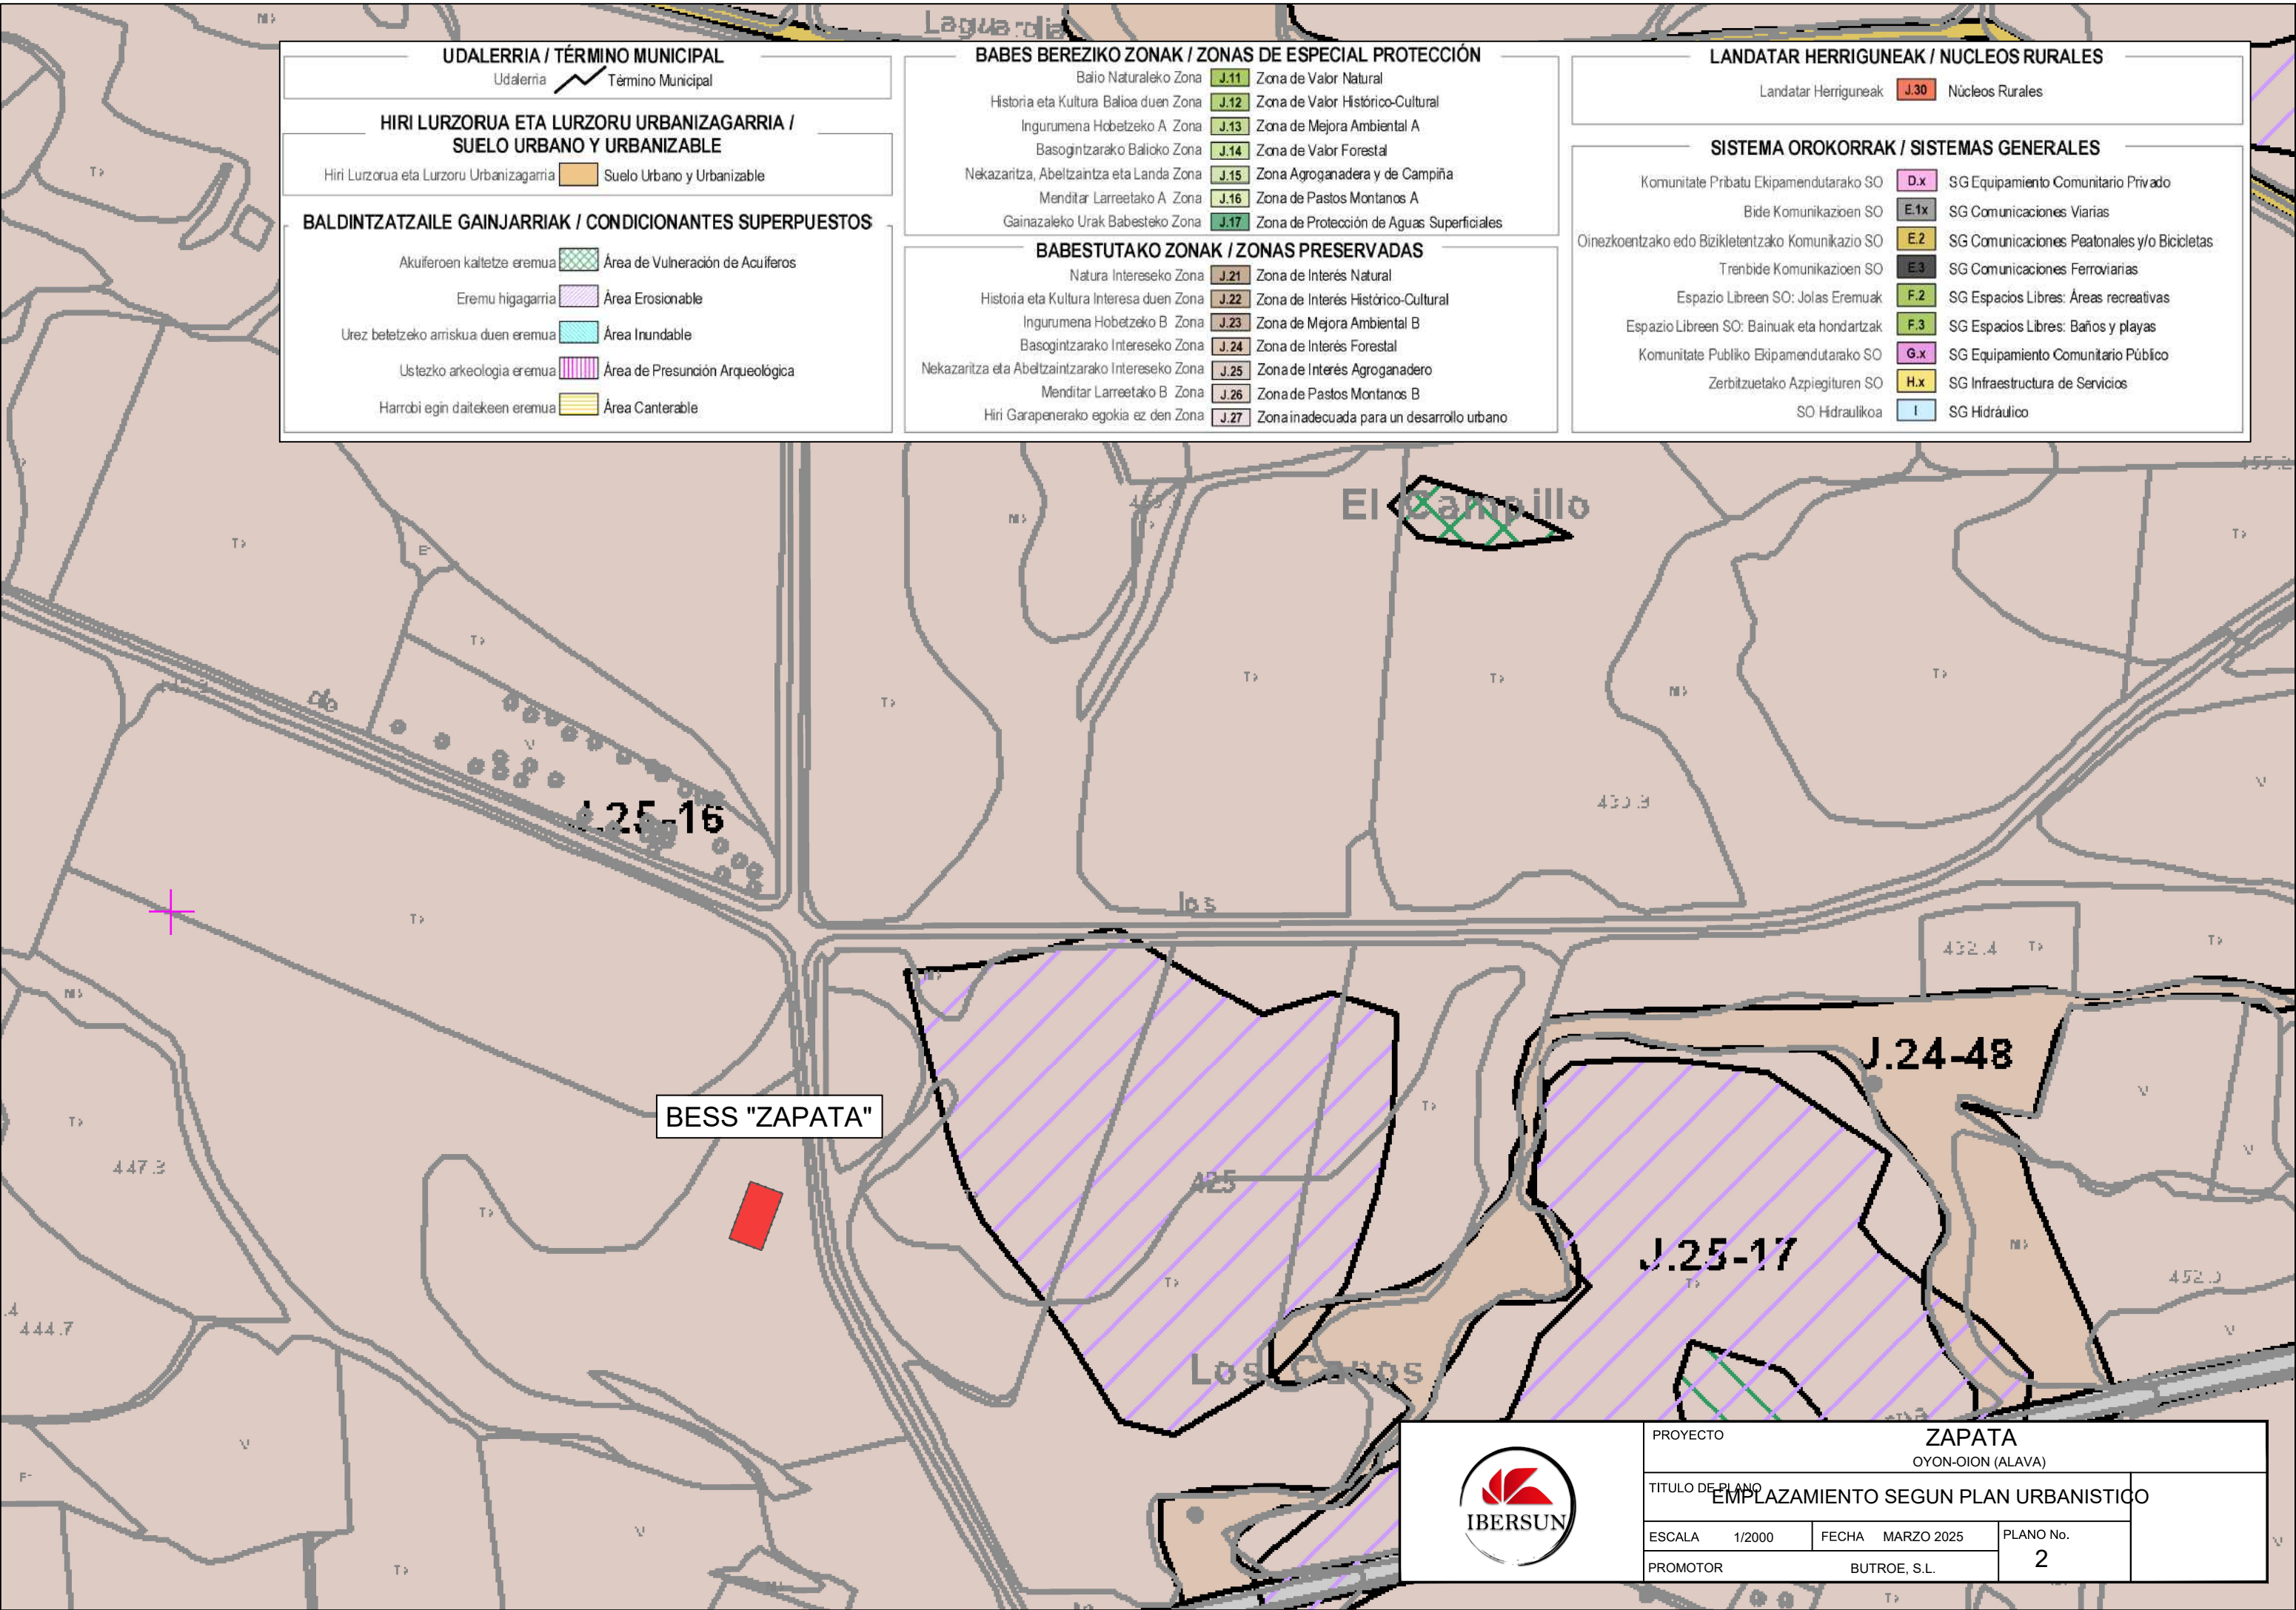 Laguardia
UDALERRIA / TÉRMINO MUNICIPAL
Udalerria Término Municipal
HIRI LURZORUA ETA LURZORU URBANIZAGARRIA /
SUELO URBANO Y URBANIZABLE
Hiri Lurzorua eta Lurzoru Urbanizagarria Suelo Urbano y Urbanizable
BALDINTZATZAILE GAINJARRIAK / CONDICIONANTES SUPERPUESTOS
Akuiferoen kaltetze eremua Área de Vulneración de Acuíferos
Eremu higagarria Área Erosionable
Urez betetzeko arriskua duen eremua Área Inundable
Ustezko arkeologia eremua Área de Presunción Arqueológica
Harrobi egin daitekeen eremua Área Canterable
BABES BEREZIKO ZONAK / ZONAS DE ESPECIAL PROTECCIÓN
Balio Naturaleko Zona J.11 Zona de Valor Natural
Historia eta Kultura Balioa duen Zona J.12 Zona de Valor Histórico-Cultural
Ingurumena Hobetzeko A Zona J.13 Zona de Mejora Ambiental A
Basogintzarako Balioko Zona J.14 Zona de Valor Forestal
Nekazaritza, Abeltzaintza eta Landa Zona J.15 Zona Agroganadera y de Campiña
Menditar Larreetako A Zona J.16 Zona de Pastos Montanos A
Gainazaleko Urak Babesteko Zona J.17 Zona de Protección de Aguas Superficiales
BABESTUTAKO ZONAK / ZONAS PRESERVADAS
Natura Intereseko Zona J.21 Zona de Interés Natural
Historia eta Kultura Interesa duen Zona J.22 Zona de Interés Histórico-Cultural
Ingurumena Hobetzeko B Zona J.23 Zona de Mejora Ambiental B
Basogintzarako Intereseko Zona J.24 Zona de Interés Forestal
Nekazaritza eta Abeltzaintzarako Intereseko Zona J.25 Zona de Interés Agroganadero
Menditar Larreetako B Zona J.26 Zona de Pastos Montanos B
Hiri Garapenerako egokia ez den Zona J.27 Zona inadecuada para un desarrollo urbano
LANDATAR HERRIGUNEAK / NUCLEOS RURALES
Landatar Herriguneak J.30 Núcleos Rurales
SISTEMA OROKORRAK / SISTEMAS GENERALES
Komunitate Pribatu Ekipamendutarako SO D.x SG Equipamiento Comunitario Privado
Bide Komunikazioen SO E.1x SG Comunicaciones Viarias
Oinezkoentzako edo Bizikletentzako Komunikazio SO E.2 SG Comunicaciones Peatonales y/o Bicicletas
Trenbide Komunikazioen SO E.3 SG Comunicaciones Ferroviarias
Espazio Libreen SO: Jolas Eremuak F.2 SG Espacios Libres: Áreas recreativas
Espazio Libreen SO: Bainuak eta hondartzak F.3 SG Espacios Libres: Baños y playas
Komunitate Publiko Ekipamendutarako SO G.x SG Equipamiento Comunitario Público
Zerbitzuetako Azpiegituren SO H.x SG Infraestructura de Servicios
SO Hidraulikoa I SG Hidráulico
El Campillo
de
J.25-16
los
432.4
J.24-48
BESS "ZAPATA"
447.3
425
J.25-17
444.7
Los Canos
PROYECTO ZAPATA
OYON-OION (ALAVA)
TITULO DE PLANO
EMPLAZAMIENTO SEGUN PLAN URBANISTICO
IBERSUN
ESCALA 1/2000 FECHA MARZO 2025 PLANO No.
2
PROMOTOR BUTROE, S.L.